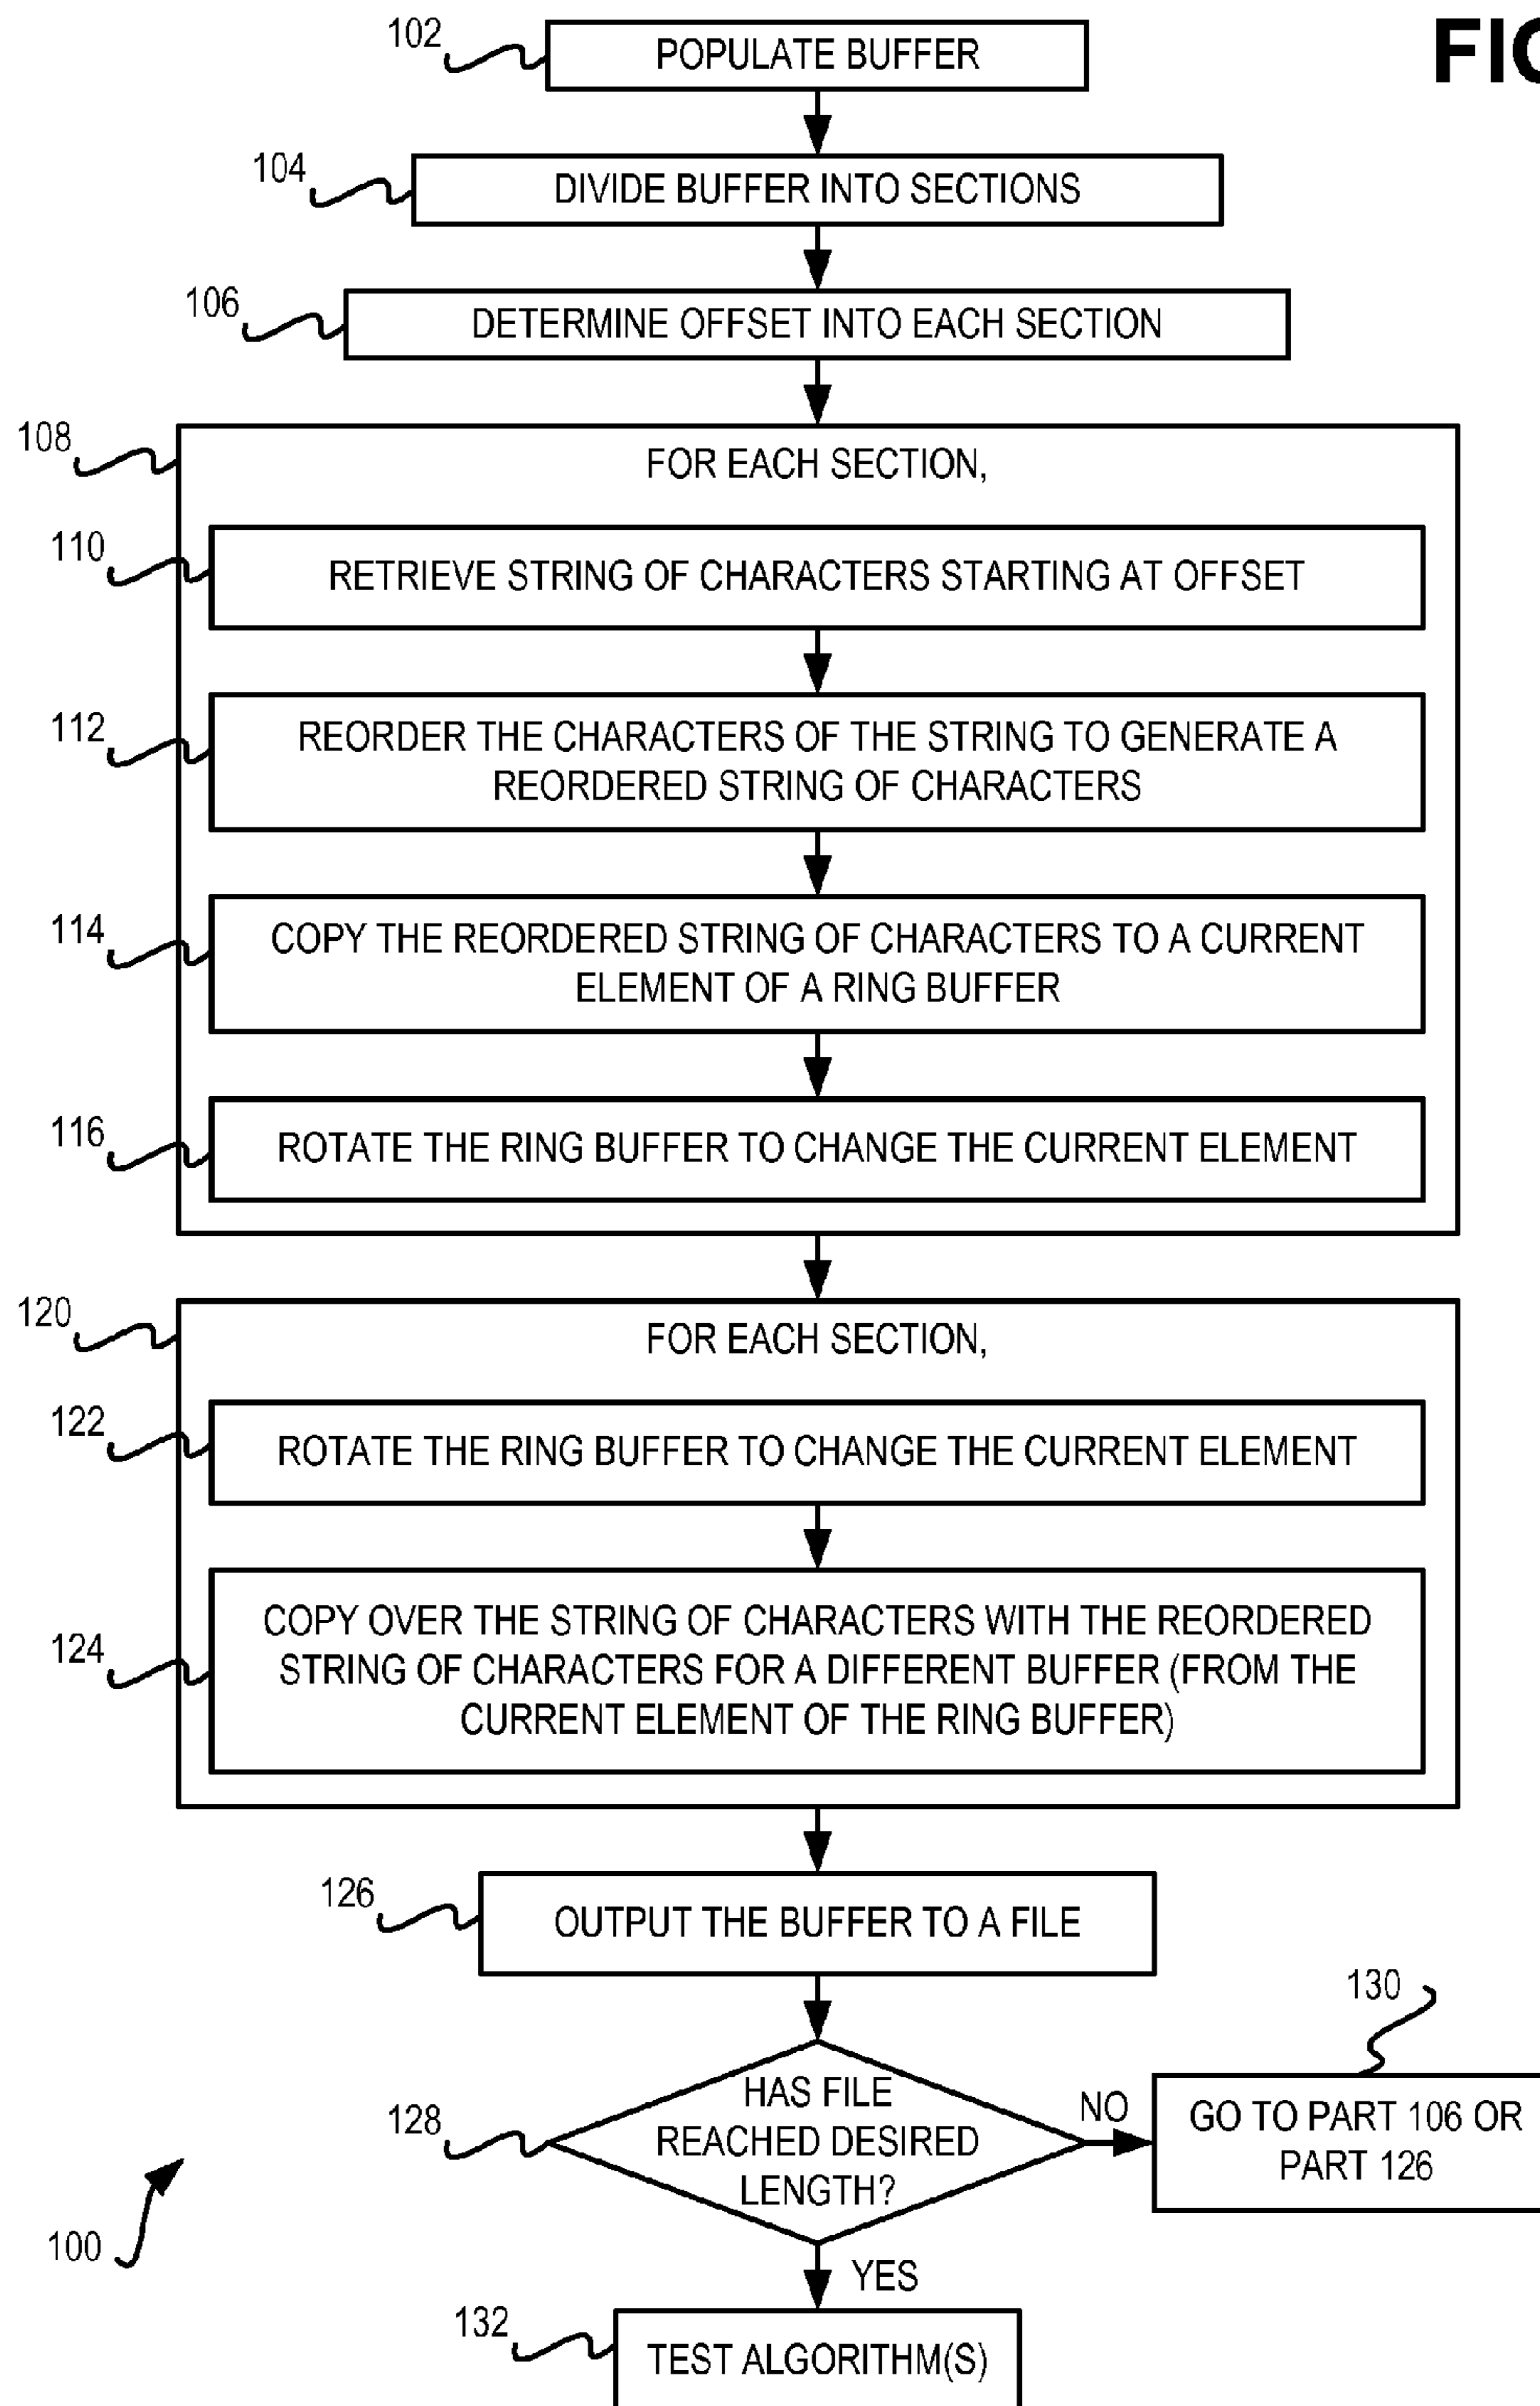 102
POPULATE BUFFER
104
DIVIDE BUFFER INTO SECTIONS
106
DETERMINE OFFSET INTO EACH SECTION
108
FOR EACH SECTION,
110
RETRIEVE STRING OF CHARACTERS STARTING AT OFFSET
112
REORDER THE CHARACTERS OF THE STRING TO GENERATE A
REORDERED STRING OF CHARACTERS
114
COPY THE REORDERED STRING OF CHARACTERS TO A CURRENT
ELEMENT OF A RING BUFFER
116
ROTATE THE RING BUFFER TO CHANGE THE CURRENT ELEMENT
120
FOR EACH SECTION,
122
ROTATE THE RING BUFFER TO CHANGE THE CURRENT ELEMENT
124
COPY OVER THE STRING OF CHARACTERS WITH THE REORDERED
STRING OF CHARACTERS FOR A DIFFERENT BUFFER (FROM THE
CURRENT ELEMENT OF THE RING BUFFER)
126
OUTPUT THE BUFFER TO A FILE
128
HAS FILE
REACHED DESIRED
LENGTH?
NO
130
GO TO PART 106 OR
PART 126
100
YES
132
TEST ALGORITHM(S)